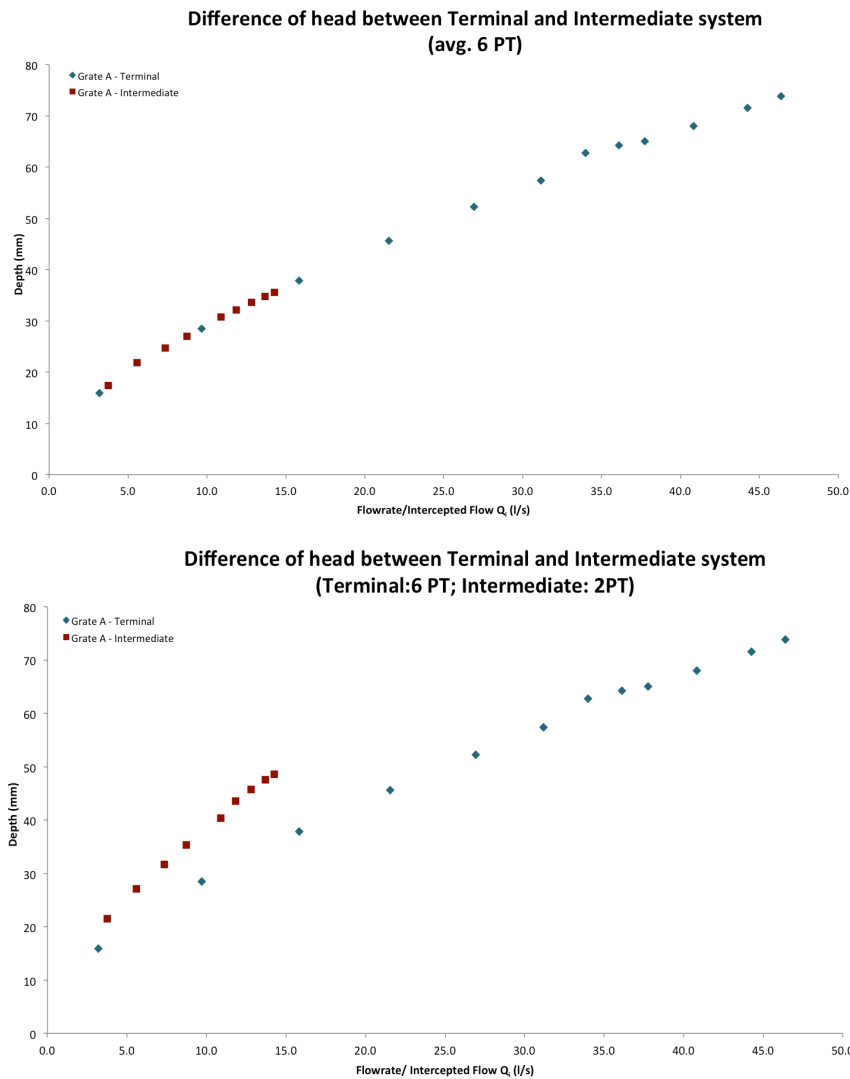 Difference of head between Terminal and Intermediate system
(avg. 6 PT)
80
70
60
50
40
30
20
10
0
Depth (mm)
Grate A - Terminal
Grate A - Intermediate
0.0 5.0 10.0 15.0 20.0 25.0 30.0 35.0 40.0 45.0 50.0
Flowrate/Intercepted Flow Qi (l/s)
Difference of head between Terminal and Intermediate system
(Terminal:6 PT; Intermediate: 2PT)
80
70
60
50
40
30
20
10
0
Depth (mm)
Grate A - Terminal
Grate A - Intermediate
0.0 5.0 10.0 15.0 20.0 25.0 30.0 35.0 40.0 45.0 50.0
Flowrate/ Intercepted Flow Qi (l/s)